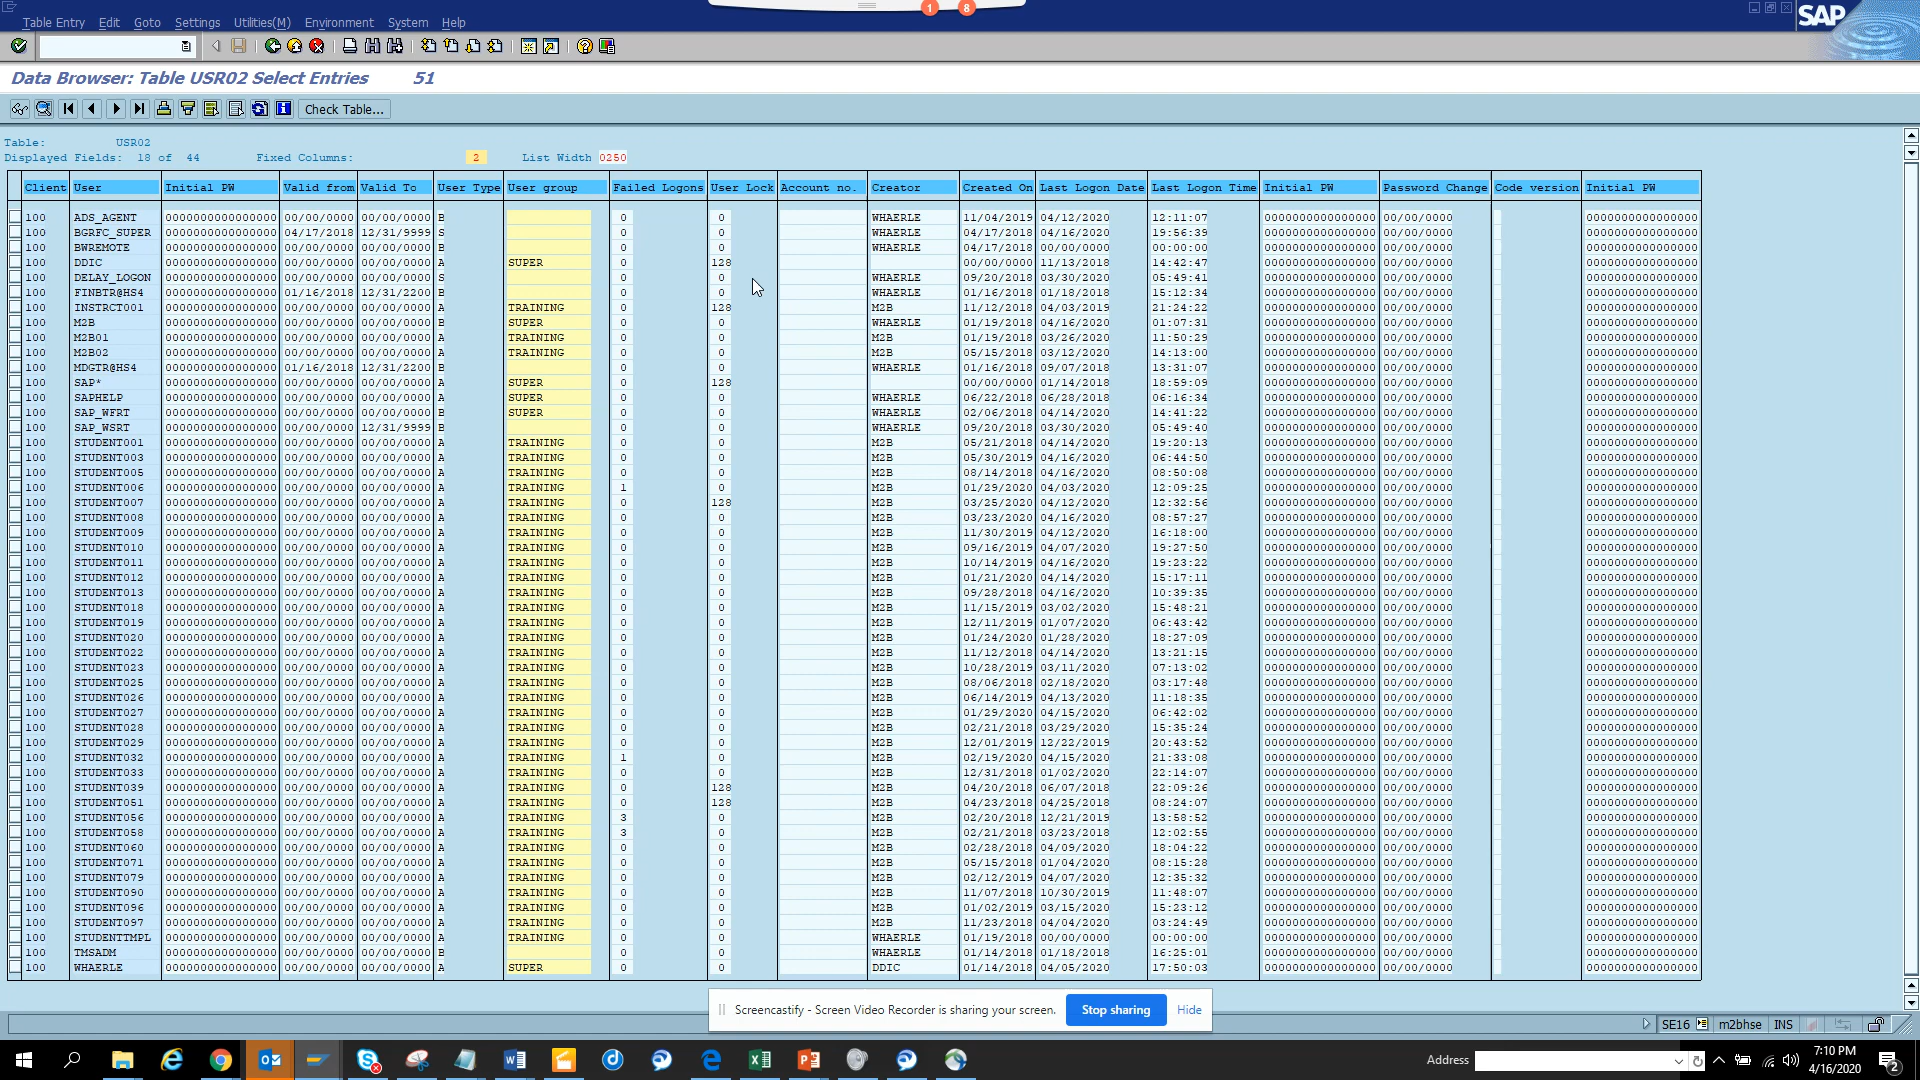 1 8
Table Entry Edit Goto Settings Utilities(M) Environment System Help
SAP
Data Browser: Table USR02 Select Entries 51
Check Table...
Table: USR02
Displayed Fields: 18 of 44 Fixed Columns: 2 List Width 0250
Client User Initial PW Valid from Valid To User Type User group Failed Logons User Lock Account no. Creator Created On Last Logon Date Last Logon Time Initial PW Password Change Code version Initial PW
100 ADS_AGENT 0000000000000000 00/00/0000 00/00/0000 B 0 0 WHAERLE 11/04/2019 04/12/2020 12:11:07 0000000000000000 00/00/0000 0000000000000000
100 BGRFC_SUPER 0000000000000000 04/17/2018 12/31/9999 S 0 0 WHAERLE 04/17/2018 04/16/2020 19:56:39 0000000000000000 00/00/0000 0000000000000000
100 BWREMOTE 0000000000000000 00/00/0000 00/00/0000 B 0 0 WHAERLE 04/17/2018 00/00/0000 00:00:00 0000000000000000 00/00/0000 0000000000000000
100 DDIC 0000000000000000 00/00/0000 00/00/0000 A SUPER 0 128 00/00/0000 11/13/2018 14:42:47 0000000000000000 00/00/0000 0000000000000000
100 DELAY_LOGON 0000000000000000 00/00/0000 00/00/0000 S 0 0 WHAERLE 09/20/2018 03/30/2020 05:49:41 0000000000000000 00/00/0000 0000000000000000
100 FINBTR@HS4 0000000000000000 01/16/2018 12/31/2200 B 0 0 WHAERLE 01/16/2018 01/18/2018 15:12:34 0000000000000000 00/00/0000 0000000000000000
100 INSTRCT001 0000000000000000 00/00/0000 00/00/0000 A TRAINING 0 128 M2B 11/12/2018 04/03/2019 21:24:22 0000000000000000 00/00/0000 0000000000000000
100 M2B 0000000000000000 00/00/0000 00/00/0000 B SUPER 0 0 WHAERLE 01/19/2018 04/16/2020 01:07:31 0000000000000000 00/00/0000 0000000000000000
100 M2B01 0000000000000000 00/00/0000 00/00/0000 A TRAINING 0 0 M2B 01/19/2018 03/26/2020 11:50:29 0000000000000000 00/00/0000 0000000000000000
100 M2B02 0000000000000000 00/00/0000 00/00/0000 A TRAINING 0 0 M2B 05/15/2018 03/12/2020 14:13:00 0000000000000000 00/00/0000 0000000000000000
100 MDGTR@HS4 0000000000000000 01/16/2018 12/31/2200 B 0 0 WHAERLE 01/16/2018 09/07/2018 13:31:07 0000000000000000 00/00/0000 0000000000000000
100 SAP* 0000000000000000 00/00/0000 00/00/0000 A SUPER 0 128 00/00/0000 01/14/2018 18:59:09 0000000000000000 00/00/0000 0000000000000000
100 SAPHELP 0000000000000000 00/00/0000 00/00/0000 A SUPER 0 0 WHAERLE 06/22/2018 06/28/2018 06:16:34 0000000000000000 00/00/0000 0000000000000000
100 SAP_WFRT 0000000000000000 00/00/0000 00/00/0000 B SUPER 0 0 WHAERLE 02/06/2018 04/14/2020 14:41:22 0000000000000000 00/00/0000 0000000000000000
100 SAP_WSRT 0000000000000000 00/00/0000 12/31/9999 B 0 0 WHAERLE 09/20/2018 03/30/2020 05:49:40 0000000000000000 00/00/0000 0000000000000000
100 STUDENT001 0000000000000000 00/00/0000 00/00/0000 A TRAINING 0 0 M2B 05/21/2018 04/14/2020 19:20:13 0000000000000000 00/00/0000 0000000000000000
100 STUDENT003 0000000000000000 00/00/0000 00/00/0000 A TRAINING 0 0 M2B 05/30/2019 04/16/2020 06:44:50 0000000000000000 00/00/0000 0000000000000000
100 STUDENT005 0000000000000000 00/00/0000 00/00/0000 A TRAINING 0 0 M2B 08/14/2018 04/16/2020 08:50:08 0000000000000000 00/00/0000 0000000000000000
100 STUDENT006 0000000000000000 00/00/0000 00/00/0000 A TRAINING 1 0 M2B 01/29/2020 04/03/2020 12:09:25 0000000000000000 00/00/0000 0000000000000000
100 STUDENT007 0000000000000000 00/00/0000 00/00/0000 A TRAINING 0 128 M2B 03/25/2020 04/12/2020 12:32:56 0000000000000000 00/00/0000 0000000000000000
100 STUDENT008 0000000000000000 00/00/0000 00/00/0000 A TRAINING 0 0 M2B 03/23/2020 04/16/2020 08:57:27 0000000000000000 00/00/0000 0000000000000000
100 STUDENT009 0000000000000000 00/00/0000 00/00/0000 A TRAINING 0 0 M2B 11/30/2019 04/12/2020 16:18:00 0000000000000000 00/00/0000 0000000000000000
100 STUDENT010 0000000000000000 00/00/0000 00/00/0000 A TRAINING 0 0 M2B 09/16/2019 04/07/2020 19:27:50 0000000000000000 00/00/0000 0000000000000000
100 STUDENT011 0000000000000000 00/00/0000 00/00/0000 A TRAINING 0 0 M2B 10/14/2019 04/16/2020 19:23:22 0000000000000000 00/00/0000 0000000000000000
100 STUDENT012 0000000000000000 00/00/0000 00/00/0000 A TRAINING 0 0 M2B 01/21/2020 04/14/2020 15:17:11 0000000000000000 00/00/0000 0000000000000000
100 STUDENT013 0000000000000000 00/00/0000 00/00/0000 A TRAINING 0 0 M2B 09/28/2018 04/16/2020 10:39:35 0000000000000000 00/00/0000 0000000000000000
100 STUDENT018 0000000000000000 00/00/0000 00/00/0000 A TRAINING 0 0 M2B 11/15/2019 03/02/2020 15:48:21 0000000000000000 00/00/0000 0000000000000000
100 STUDENT019 0000000000000000 00/00/0000 00/00/0000 A TRAINING 0 0 M2B 12/11/2019 01/07/2020 06:43:42 0000000000000000 00/00/0000 0000000000000000
100 STUDENT020 0000000000000000 00/00/0000 00/00/0000 A TRAINING 0 0 M2B 01/24/2020 01/28/2020 18:27:09 0000000000000000 00/00/0000 0000000000000000
100 STUDENT022 0000000000000000 00/00/0000 00/00/0000 A TRAINING 0 0 M2B 11/12/2018 04/14/2020 13:21:15 0000000000000000 00/00/0000 0000000000000000
100 STUDENT023 0000000000000000 00/00/0000 00/00/0000 A TRAINING 0 0 M2B 10/28/2019 03/11/2020 07:13:02 0000000000000000 00/00/0000 0000000000000000
100 STUDENT025 0000000000000000 00/00/0000 00/00/0000 A TRAINING 0 0 M2B 08/06/2018 02/18/2020 03:17:48 0000000000000000 00/00/0000 0000000000000000
100 STUDENT026 0000000000000000 00/00/0000 00/00/0000 A TRAINING 0 0 M2B 06/14/2019 04/13/2020 11:18:35 0000000000000000 00/00/0000 0000000000000000
100 STUDENT027 0000000000000000 00/00/0000 00/00/0000 A TRAINING 0 0 M2B 01/29/2020 04/15/2020 06:42:02 0000000000000000 00/00/0000 0000000000000000
100 STUDENT028 0000000000000000 00/00/0000 00/00/0000 A TRAINING 0 0 M2B 02/21/2018 03/29/2020 15:35:24 0000000000000000 00/00/0000 0000000000000000
100 STUDENT029 0000000000000000 00/00/0000 00/00/0000 A TRAINING 0 0 M2B 12/01/2019 12/22/2019 20:43:52 0000000000000000 00/00/0000 0000000000000000
100 STUDENT032 0000000000000000 00/00/0000 00/00/0000 A TRAINING 1 0 M2B 02/19/2020 04/15/2020 21:33:08 0000000000000000 00/00/0000 0000000000000000
100 STUDENT033 0000000000000000 00/00/0000 00/00/0000 A TRAINING 0 0 M2B 12/31/2018 01/02/2020 22:14:07 0000000000000000 00/00/0000 0000000000000000
100 STUDENT039 0000000000000000 00/00/0000 00/00/0000 A TRAINING 0 128 M2B 04/20/2018 06/07/2018 22:09:26 0000000000000000 00/00/0000 0000000000000000
100 STUDENT051 0000000000000000 00/00/0000 00/00/0000 A TRAINING 0 128 M2B 04/23/2018 04/25/2018 08:24:07 0000000000000000 00/00/0000 0000000000000000
100 STUDENT056 0000000000000000 00/00/0000 00/00/0000 A TRAINING 3 0 M2B 02/20/2018 12/21/2019 13:58:52 0000000000000000 00/00/0000 0000000000000000
100 STUDENT058 0000000000000000 00/00/0000 00/00/0000 A TRAINING 3 0 M2B 02/21/2018 03/23/2018 12:02:55 0000000000000000 00/00/0000 0000000000000000
100 STUDENT060 0000000000000000 00/00/0000 00/00/0000 A TRAINING 0 0 M2B 02/28/2018 04/09/2020 18:04:22 0000000000000000 00/00/0000 0000000000000000
100 STUDENT071 0000000000000000 00/00/0000 00/00/0000 A TRAINING 0 0 M2B 05/15/2018 01/04/2020 08:15:28 0000000000000000 00/00/0000 0000000000000000
100 STUDENT079 0000000000000000 00/00/0000 00/00/0000 A TRAINING 0 0 M2B 02/12/2019 04/07/2020 12:35:32 0000000000000000 00/00/0000 0000000000000000
100 STUDENT090 0000000000000000 00/00/0000 00/00/0000 A TRAINING 0 0 M2B 11/07/2018 10/30/2019 11:48:07 0000000000000000 00/00/0000 0000000000000000
100 STUDENT096 0000000000000000 00/00/0000 00/00/0000 A TRAINING 0 0 M2B 01/02/2019 03/15/2020 15:23:12 0000000000000000 00/00/0000 0000000000000000
100 STUDENT097 0000000000000000 00/00/0000 00/00/0000 A TRAINING 0 0 M2B 11/23/2018 04/04/2020 03:24:49 0000000000000000 00/00/0000 0000000000000000
100 STUDENTTMPL 0000000000000000 00/00/0000 00/00/0000 A TRAINING 0 0 WHAERLE 01/19/2018 00/00/0000 00:00:00 0000000000000000 00/00/0000 0000000000000000
100 TMSADM 0000000000000000 00/00/0000 00/00/0000 B 0 0 WHAERLE 01/14/2018 01/18/2018 16:25:01 0000000000000000 00/00/0000 0000000000000000
100 WHAERLE 0000000000000000 00/00/0000 00/00/0000 A SUPER 0 0 DDIC 01/14/2018 04/05/2020 17:50:03 0000000000000000 00/00/0000 0000000000000000
Screencastify - Screen Video Recorder is sharing your screen. Stop sharing Hide
SE16 m2bhse INS
Address 7:10 PM
4/16/2020 2